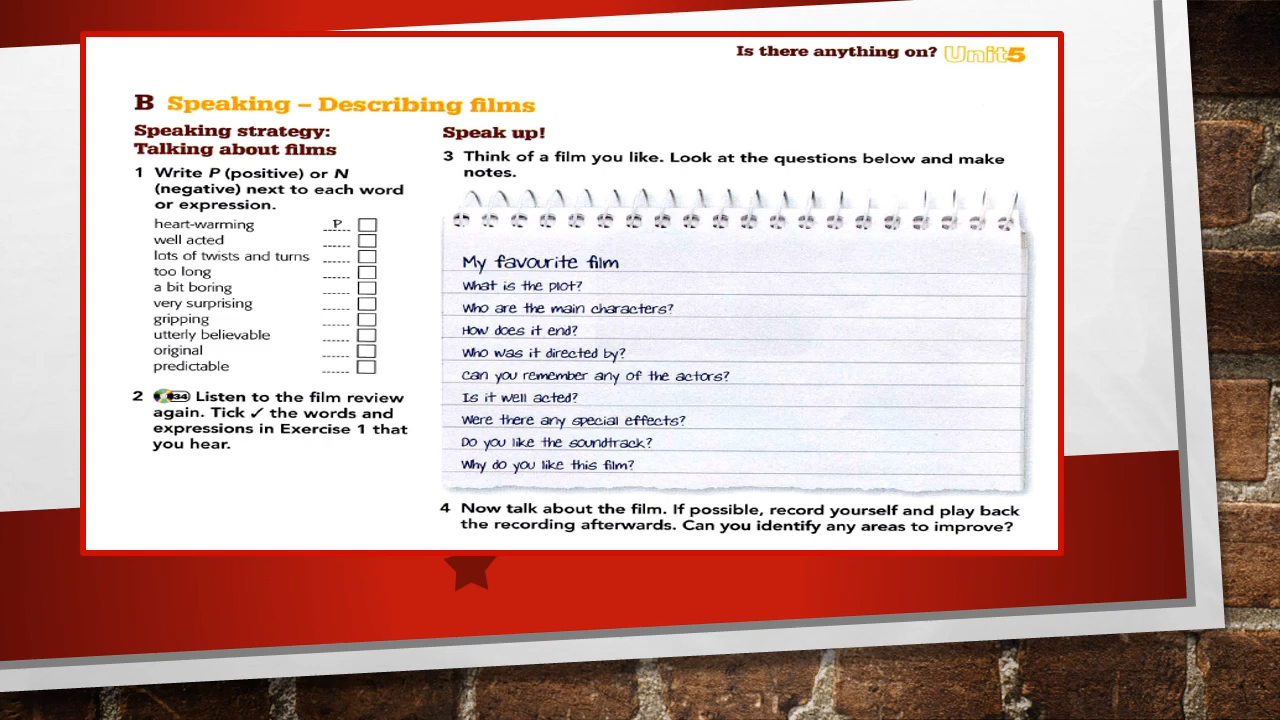 Is there anything on? Unit5
B Speaking – Describing films
Speaking strategy:
Talking about films
1 Write P (positive) or N
(negative) next to each word
or expression.
heart-warming P
well acted
lots of twists and turns
too long
a bit boring
very surprising
gripping
utterly believable
original
predictable
2 34 Listen to the film review
again. Tick ✓ the words and
expressions in Exercise 1 that
you hear.
Speak up!
3 Think of a film you like. Look at the questions below and make
notes.
My favourite film
What is the plot?
Who are the main characters?
How does it end?
Who was it directed by?
Can you remember any of the actors?
Is it well acted?
Were there any special effects?
Do you like the soundtrack?
Why do you like this film?
4 Now talk about the film. If possible, record yourself and play back
the recording afterwards. Can you identify any areas to improve?